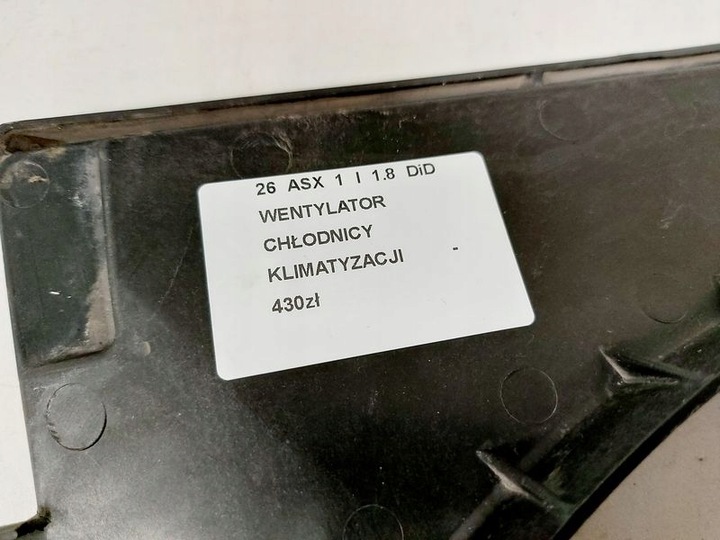 26 ASX 1 I 1.8 DiD
WENTYLATOR
CHŁODNICY
KLIMATYZACJI -
430zł